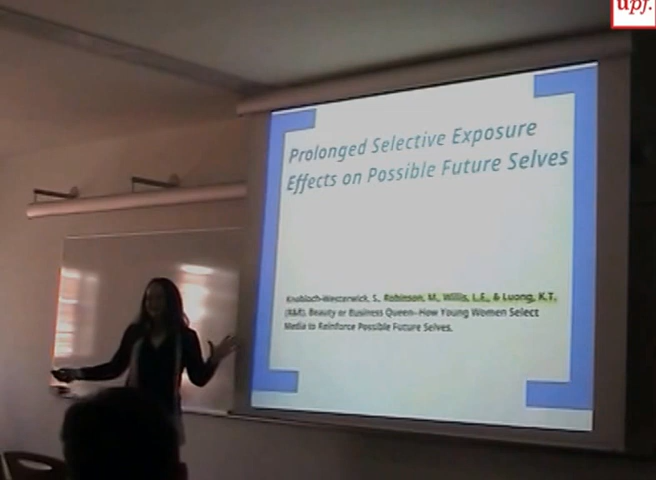 upf.
Prolonged Selective Exposure
Effects on Possible Future Selves
Knobloch-Westerwick, S., Robinson, M., Willis, L.E., & Luong, K.T.
(R&R). Beauty or Business Queen--How Young Women Select
Media to Reinforce Possible Future Selves.